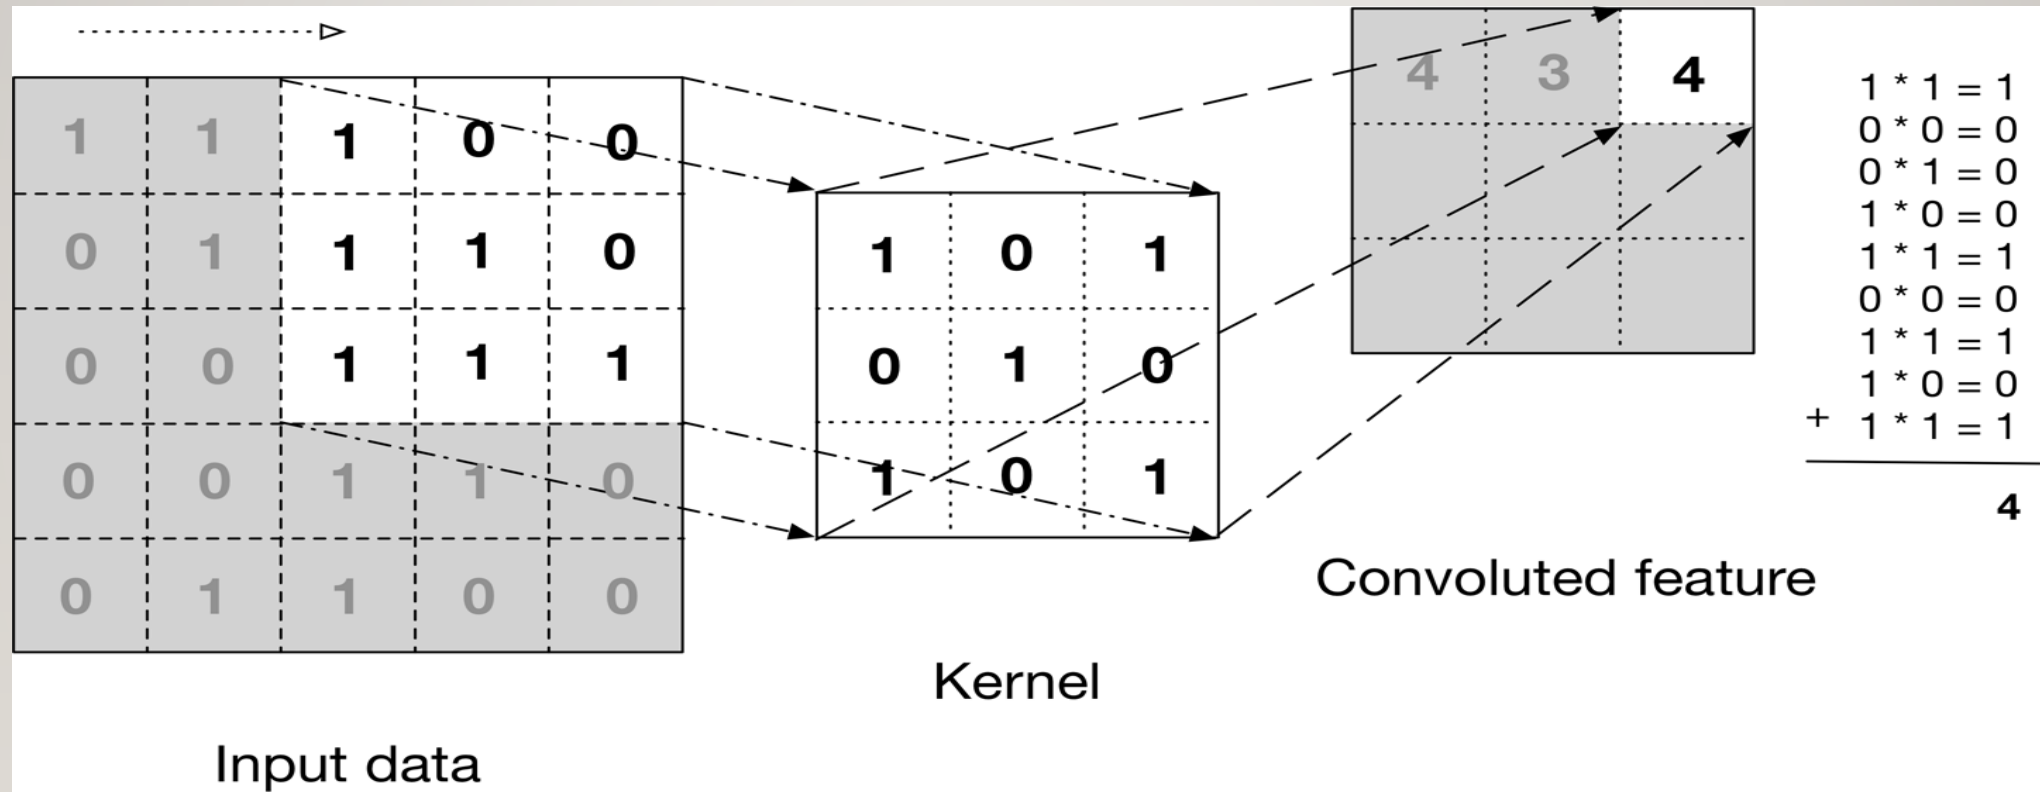 1 1 1 0 0
0 1 1 1 0
0 0 1 1 1
0 0 1 1 0
0 1 1 0 0
Input data
1 0 1
0 1 0
1 0 1
Kernel
4 3 4
Convoluted feature
1 * 1 = 1
0 * 0 = 0
0 * 1 = 0
1 * 0 = 0
1 * 1 = 1
0 * 0 = 0
1 * 1 = 1
1 * 0 = 0
+ 1 * 1 = 1
4